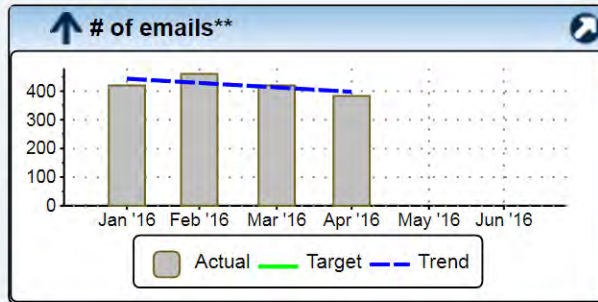 # of emails**
400
300
200
100
0
Jan '16 Feb '16 Mar '16 Apr '16 May '16 Jun '16
Actual Target Trend